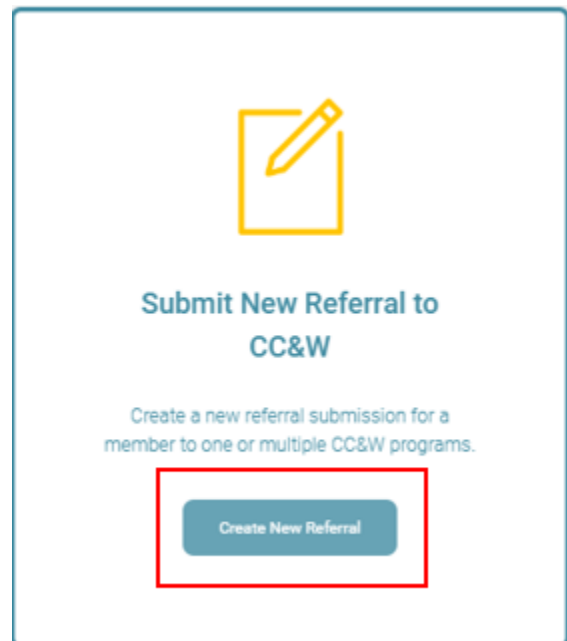 Submit New Referral to
CC&W
Create a new referral submission for a
member to one or multiple CC&W programs.
Create New Referral